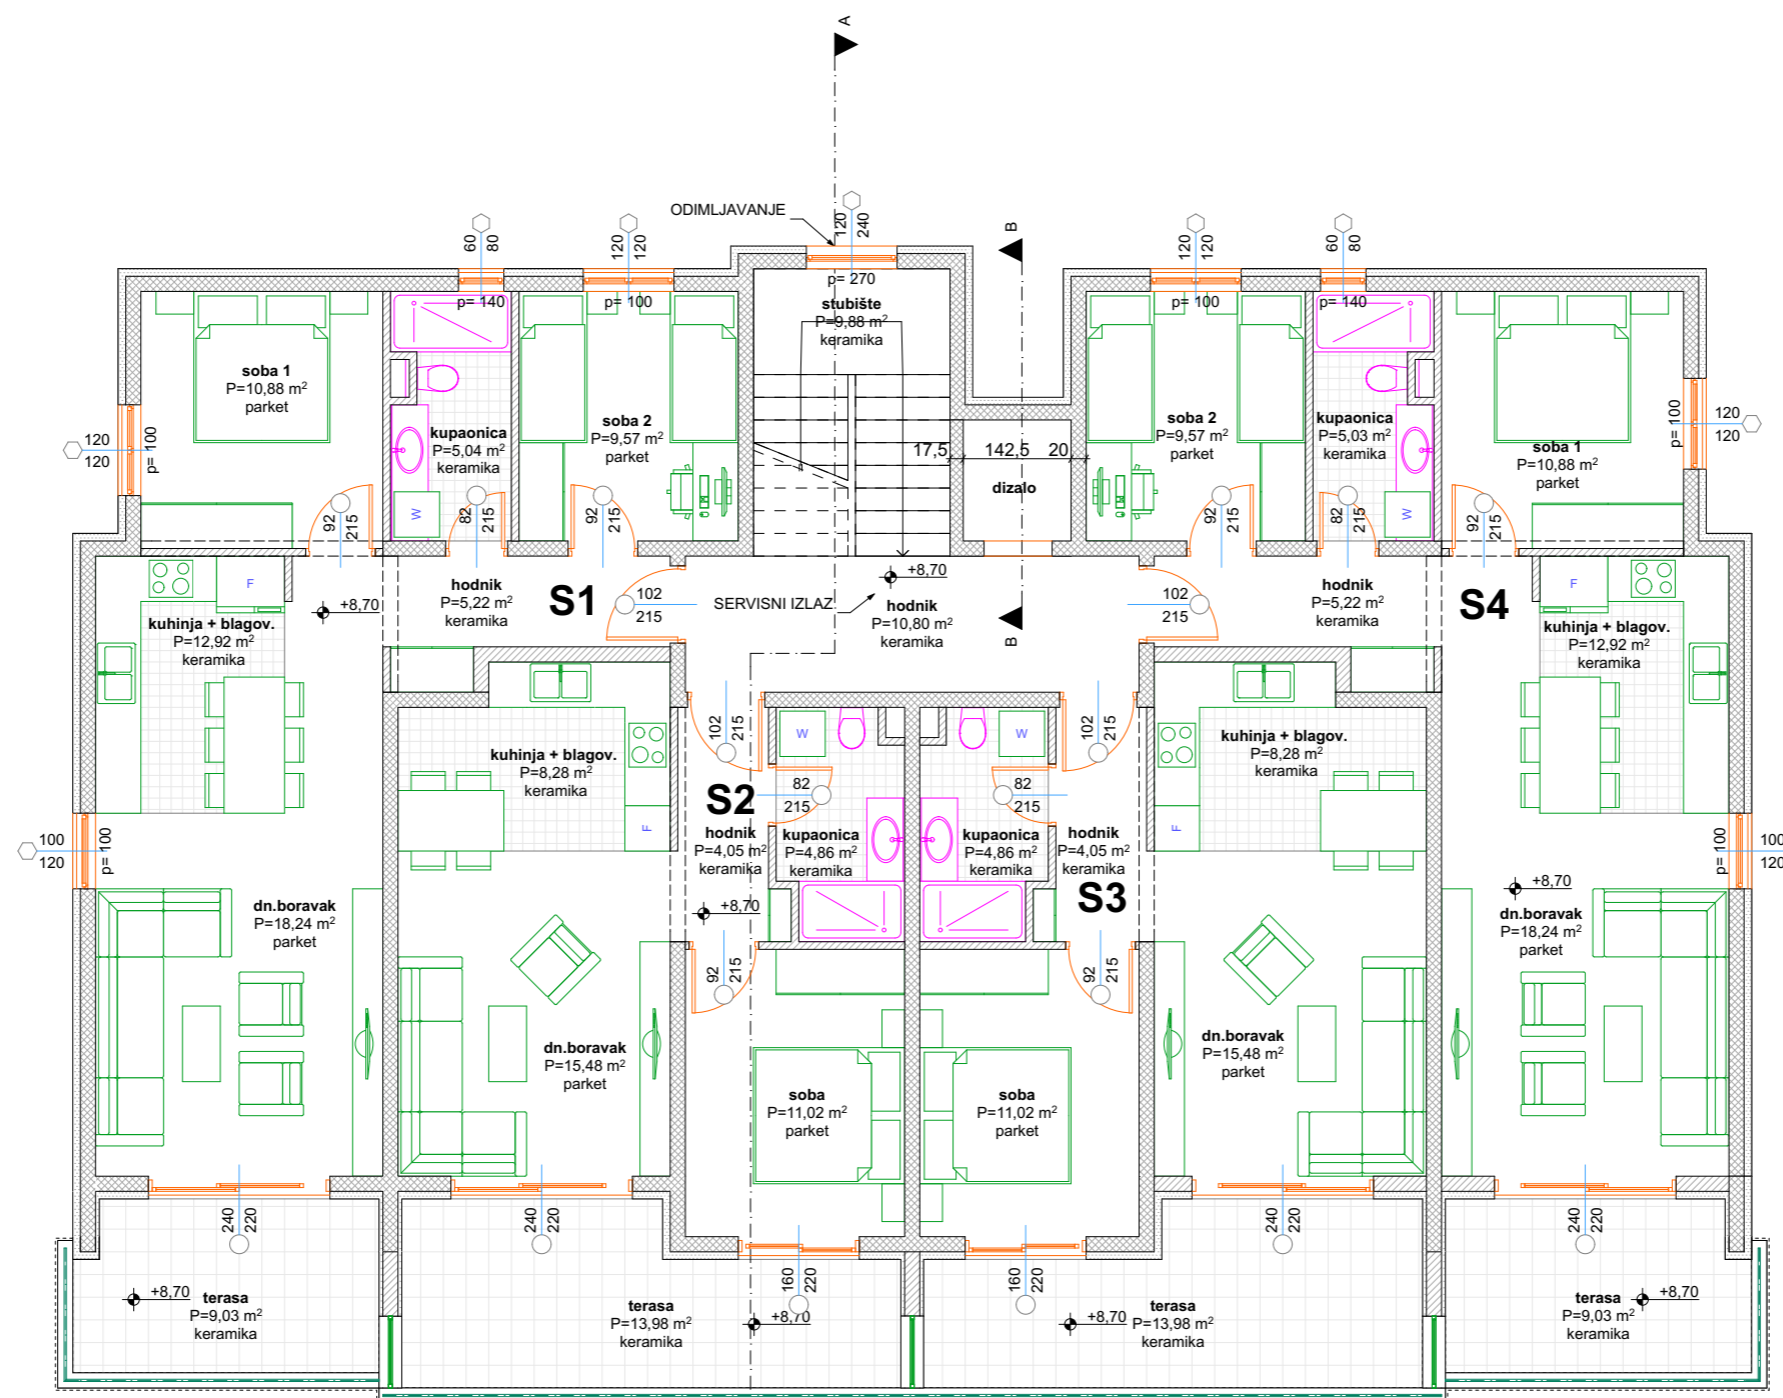 A
ODIMLJAVANJE
120
240
B
60
80
120
120
120
120
60
80
p= 140
p= 100
p= 270
stubište
P=9,88 m²
keramika
p= 100
p= 140
soba 1
P=10,88 m²
parket
120
120
p= 100
kupaonica
P=5,04 m²
keramika
W
soba 2
P=9,57 m²
parket
17,5
142,5
20
dizalo
soba 2
P=9,57 m²
parket
kupaonica
P=5,03 m²
keramika
W
soba 1
P=10,88 m²
parket
p= 100
120
120
92
215
82
215
92
215
92
215
82
215
92
215
F
+8,70
kuhinja + blagov.
P=12,92 m²
keramika
hodnik
P=5,22 m²
keramika
S1
102
215
SERVISNI IZLAZ
+8,70
hodnik
P=10,80 m²
keramika
B
102
215
hodnik
P=5,22 m²
keramika
S4
F
kuhinja + blagov.
P=12,92 m²
keramika
kuhinja + blagov.
P=8,28 m²
keramika
F
102
215
W
W
102
215
kuhinja + blagov.
P=8,28 m²
keramika
F
S2
82
215
82
215
hodnik
P=4,05 m²
keramika
kupaonica
P=4,86 m²
keramika
kupaonica
P=4,86 m²
keramika
hodnik
P=4,05 m²
keramika
S3
100
120
p= 100
p= 100
100
120
+8,70
+8,70
dn.boravak
P=18,24 m²
parket
dn.boravak
P=18,24 m²
parket
92
215
92
215
dn.boravak
P=15,48 m²
parket
dn.boravak
P=15,48 m²
parket
soba
P=11,02 m²
parket
soba
P=11,02 m²
parket
240
220
240
220
160
220
160
220
240
220
240
220
+8,70
terasa
P=9,03 m²
keramika
terasa
P=13,98 m²
keramika
+8,70
+8,70
terasa
P=13,98 m²
keramika
terasa
P=9,03 m²
keramika
+8,70